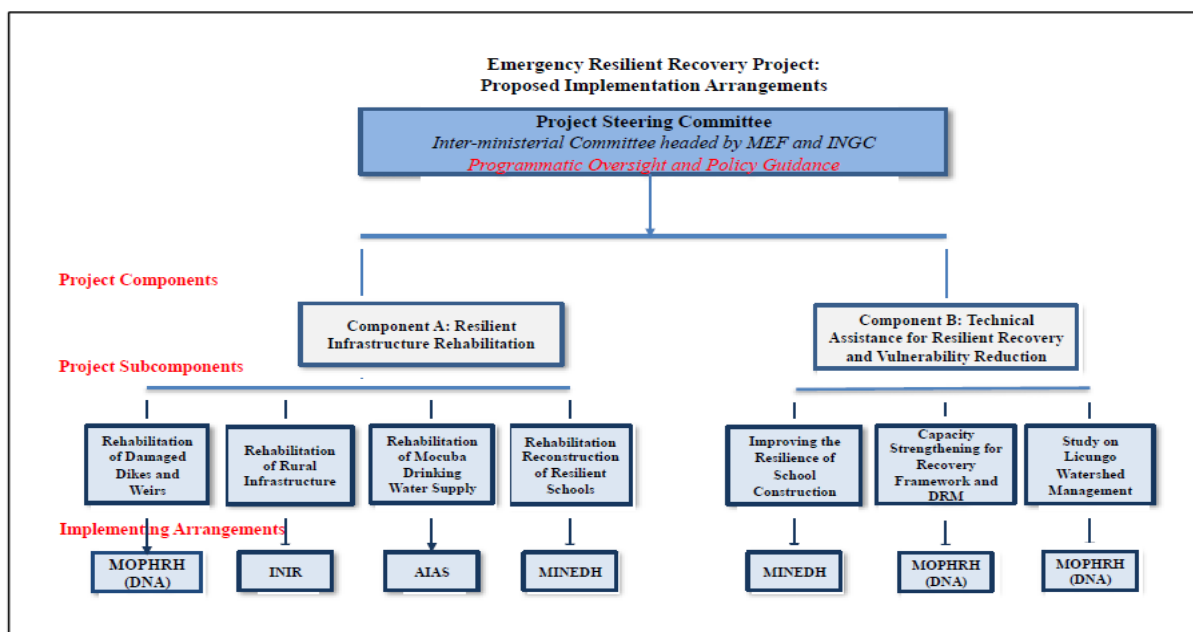 Emergency Resilient Recovery Project:
Proposed Implementation Arrangements
Project Steering Committee
Inter-ministerial Committee headed by MEF and INGC
Programmatic Oversight and Policy Guidance
Project Components
Component A: Resilient
Infrastructure Rehabilitation
Component B: Technical
Assistance for Resilient Recovery
and Vulnerability Reduction
Project Subcomponents
Rehabilitation
of Damaged
Dikes and
Weirs
Rehabilitation
of Rural
Infrastructure
Rehabilitation
of Mocuba
Drinking
Water Supply
Rehabilitation
Reconstruction
of Resilient
Schools
Improving the
Resilience of
School
Construction
Capacity
Strengthening for
Recovery
Framework and
DRM
Study on
Licungo
Watershed
Management
Implementing Arrangements
MOPHRH
(DNA)
INIR
AIAS
MINEDH
MINEDH
MOPHRH
(DNA)
MOPHRH
(DNA)